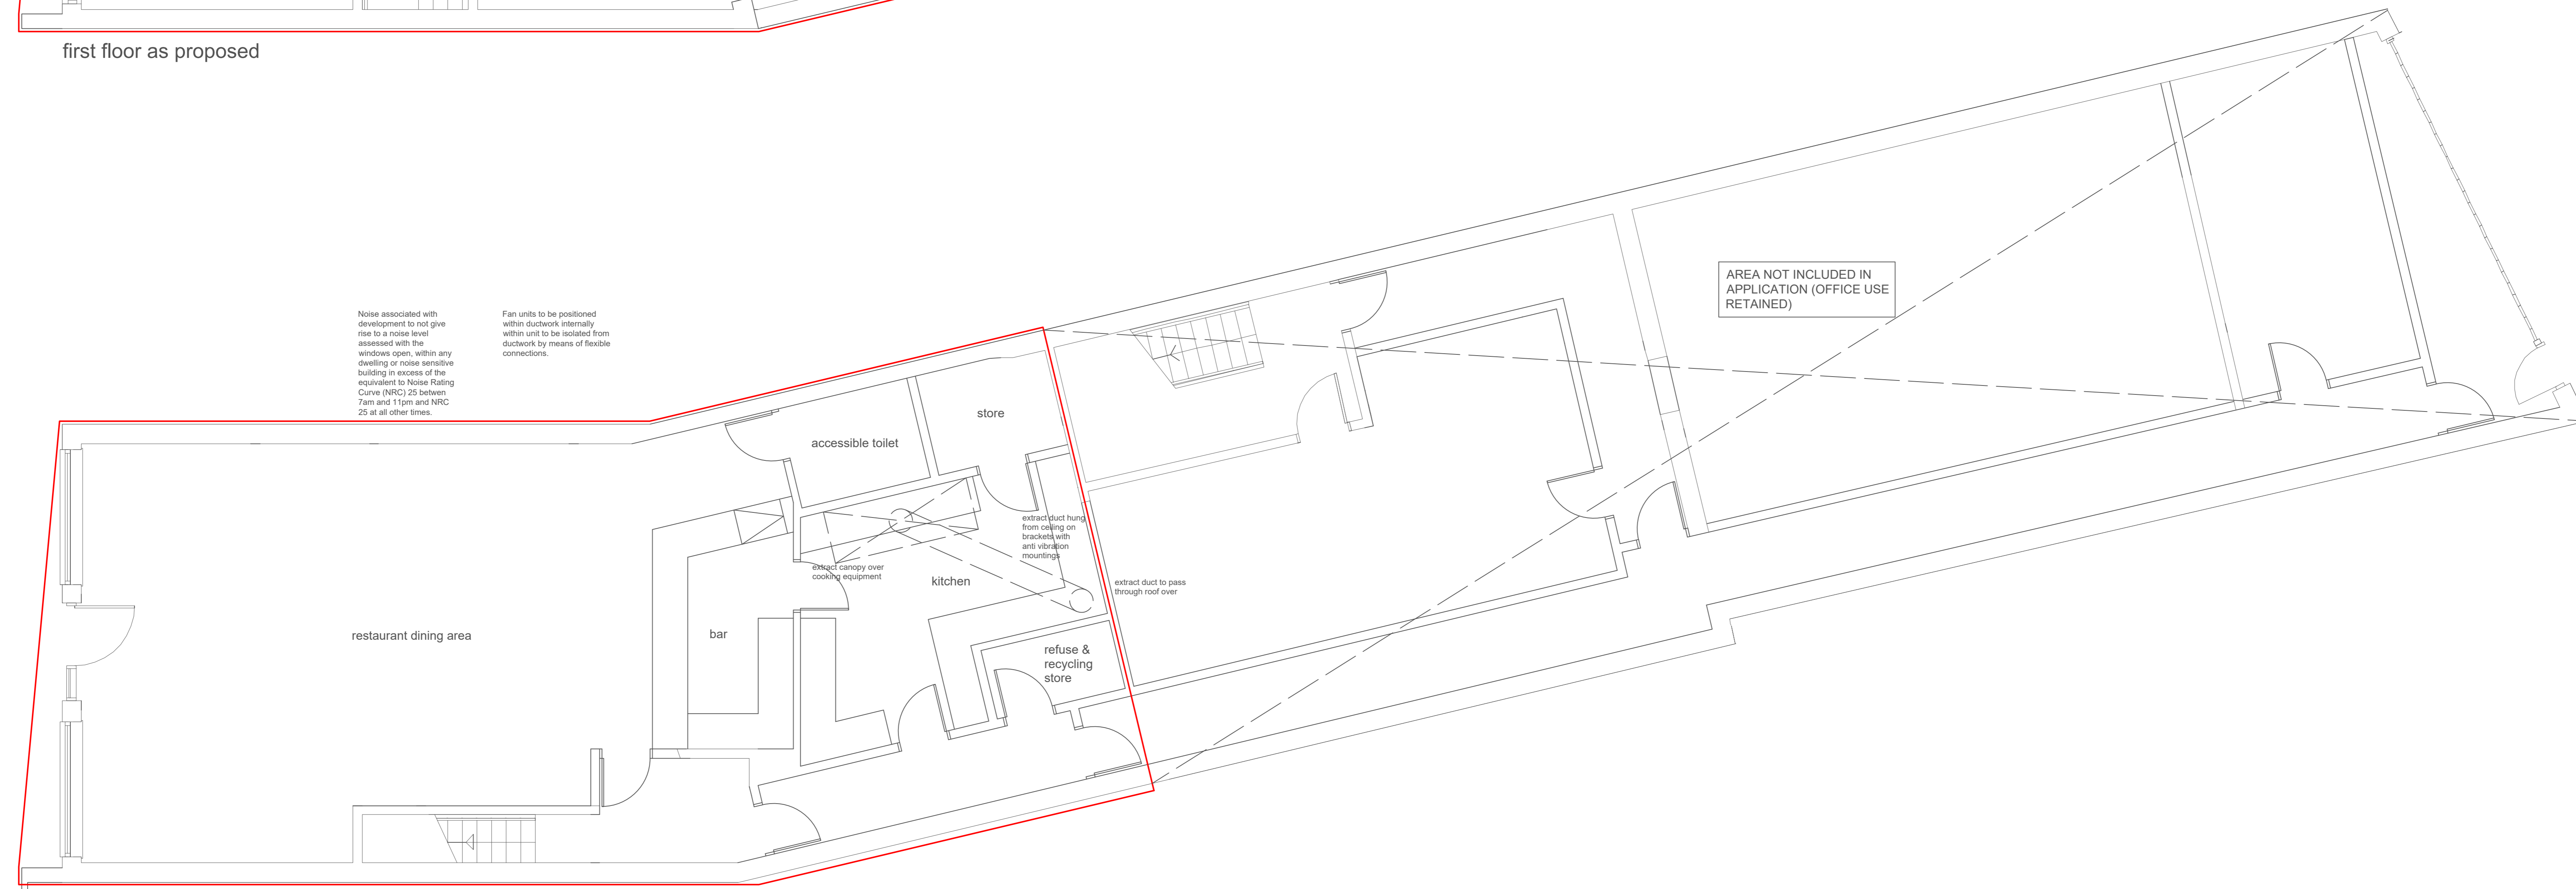 first floor as proposed
AREA NOT INCLUDED IN
APPLICATION (OFFICE USE
RETAINED)
Noise associated with
development to not give
rise to a noise level
assessed with the
windows open, within any
dwelling or noise sensitive
building in excess of the
equivalent to Noise Rating
Curve (NRC) 25 betwen
7am and 11pm and NRC
25 at all other times.
Fan units to be positioned
within ductwork internally
within unit to be isolated from
ductwork by means of flexible
connections.
store
accessible toilet
extract duct hung
from ceiling on
brackets with
anti vibration
mountings
extract canopy over
cooking equipment
kitchen
extract duct to pass
through roof over
restaurant dining area
bar
refuse &
recycling
store